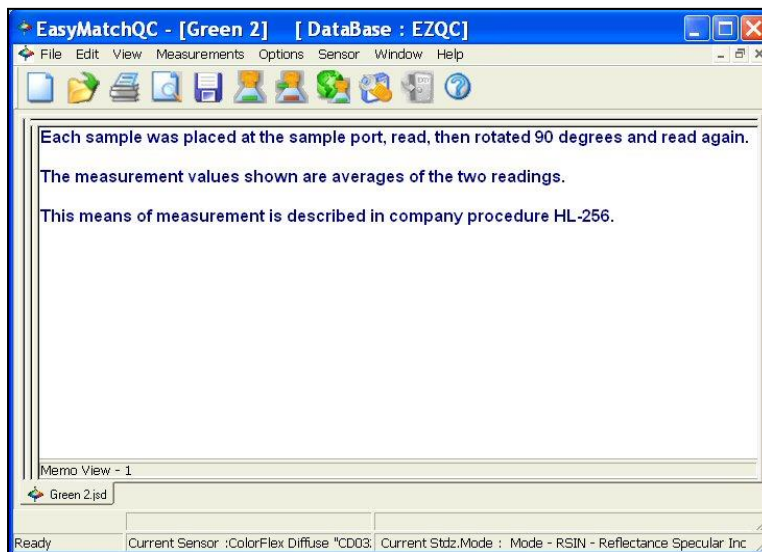 EasyMatchQC - [Green 2] [ DataBase : EZQC]
File Edit View Measurements Options Sensor Window Help
Each sample was placed at the sample port, read, then rotated 90 degrees and read again.
The measurement values shown are averages of the two readings.
This means of measurement is described in company procedure HL-256.
Memo View - 1
Green 2.jsd
Ready Current Sensor :ColorFlex Diffuse "CD03 Current Stdz.Mode : Mode - RSIN - Reflectance Specular Inc